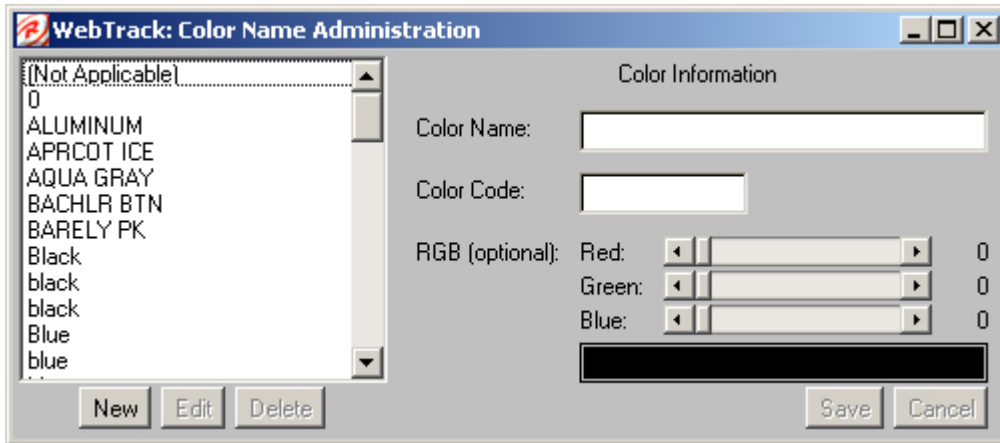 WebTrack: Color Name Administration
(Not Applicable)
0
ALUMINUM
APRCOT ICE
AQUA GRAY
BACHLR BTN
BARELY PK
Black
black
black
Blue
blue
New Edit Delete
Color Information
Color Name:
Color Code:
RGB (optional): Red: 0
Green: 0
Blue: 0
Save Cancel